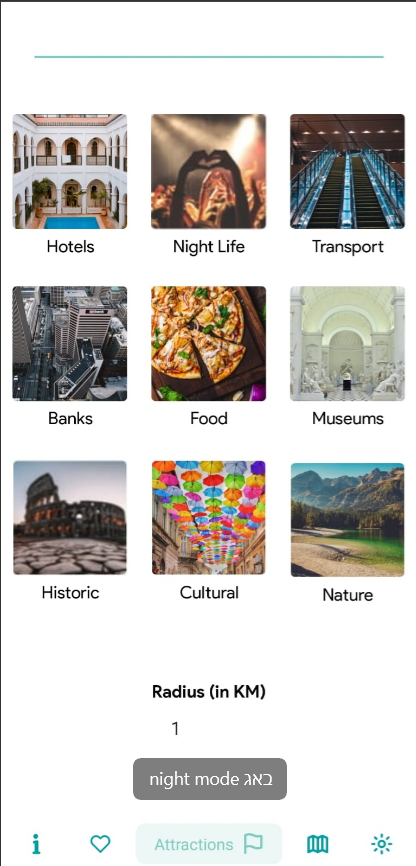 Hotels
Night Life
Transport
Banks
Food
Museums
Historic
Cultural
Nature
Radius (in KM)
1
באג night mode
Attractions